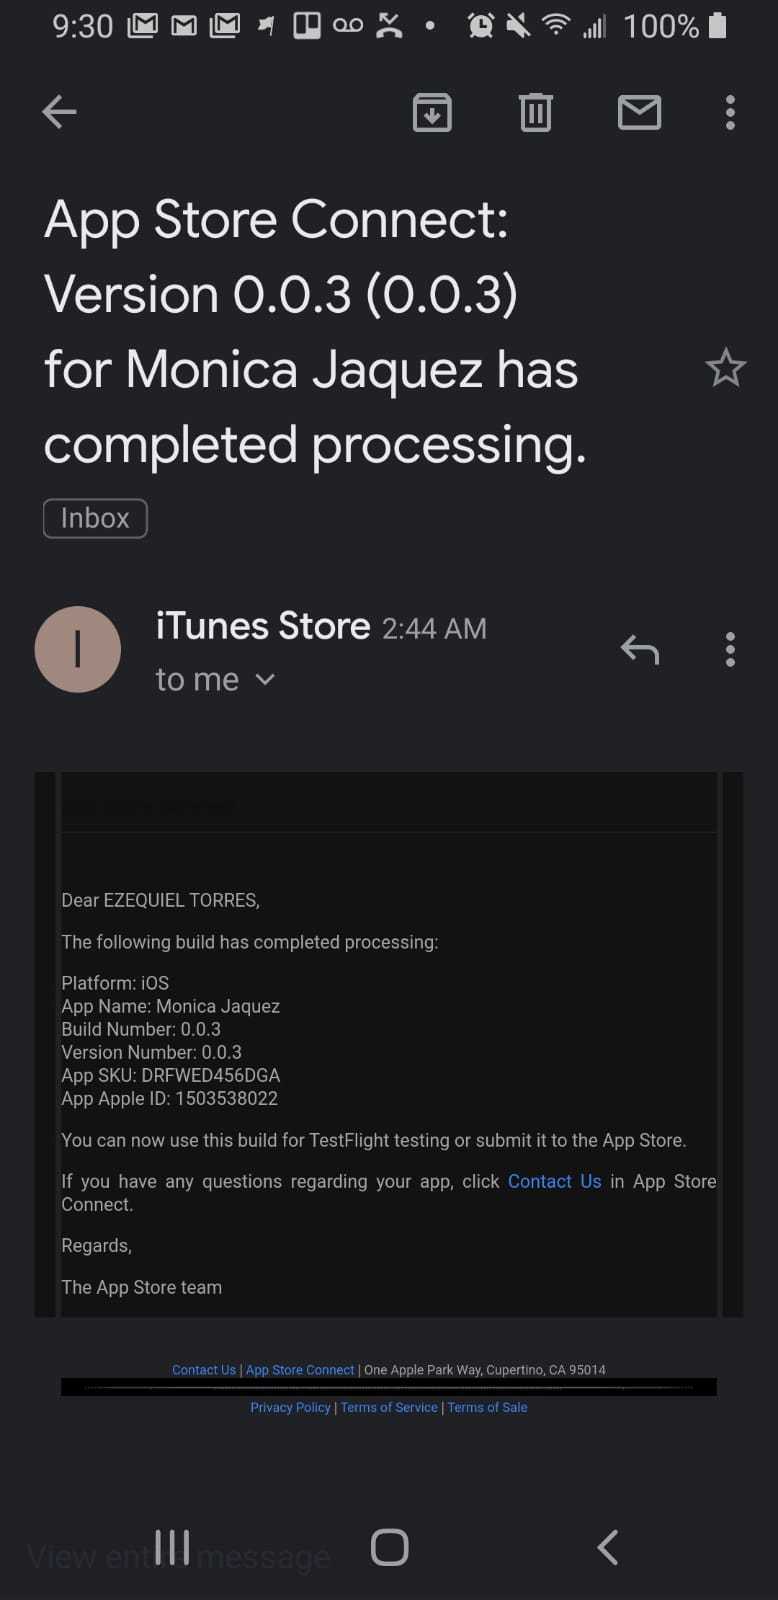 9:30
100%
App Store Connect:
Version 0.0.3 (0.0.3)
for Monica Jaquez has
completed processing.
Inbox
I
iTunes Store 2:44 AM
to me
Dear EZEQUIEL TORRES,
The following build has completed processing:
Platform: iOS
App Name: Monica Jaquez
Build Number: 0.0.3
Version Number: 0.0.3
App SKU: DRFWED456DGA
App Apple ID: 1503538022
You can now use this build for TestFlight testing or submit it to the App Store.
If you have any questions regarding your app, click Contact Us in App Store
Connect.
Regards,
The App Store team
Contact Us | App Store Connect | One Apple Park Way, Cupertino, CA 95014
Privacy Policy | Terms of Service | Terms of Sale
View entire message